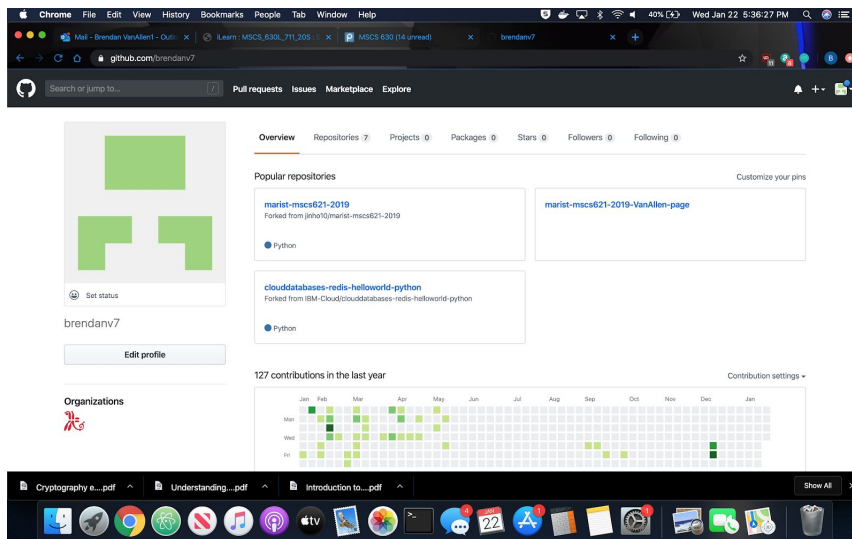 Chrome File Edit View History Bookmarks People Tab Window Help 40% Wed Jan 22 5:36:27 PM
Mail - Brendan VanAllen1 - Outlo iLearn : MSCS_630L_711_20S : MSCS 630 (14 unread) brendanv7
github.com/brendanv7
Search or jump to... / Pull requests Issues Marketplace Explore
Overview Repositories 7 Projects 0 Packages 0 Stars 0 Followers 0 Following 0
Popular repositories Customize your pins
marist-mscs621-2019 marist-mscs621-2019-VanAllen-page
Forked from jinho10/marist-mscs621-2019
Python
clouddatabases-redis-helloworld-python
Forked from IBM-Cloud/clouddatabases-redis-helloworld-python
Python
Set status
brendanv7
Edit profile
Organizations
127 contributions in the last year Contribution settings
Jan Feb Mar Apr May Jun Jul Aug Sep Oct Nov Dec Jan
Mon
Wed
Fri
Cryptography e....pdf Understanding....pdf Introduction to....pdf Show All
tv 4 JAN 22 1 1